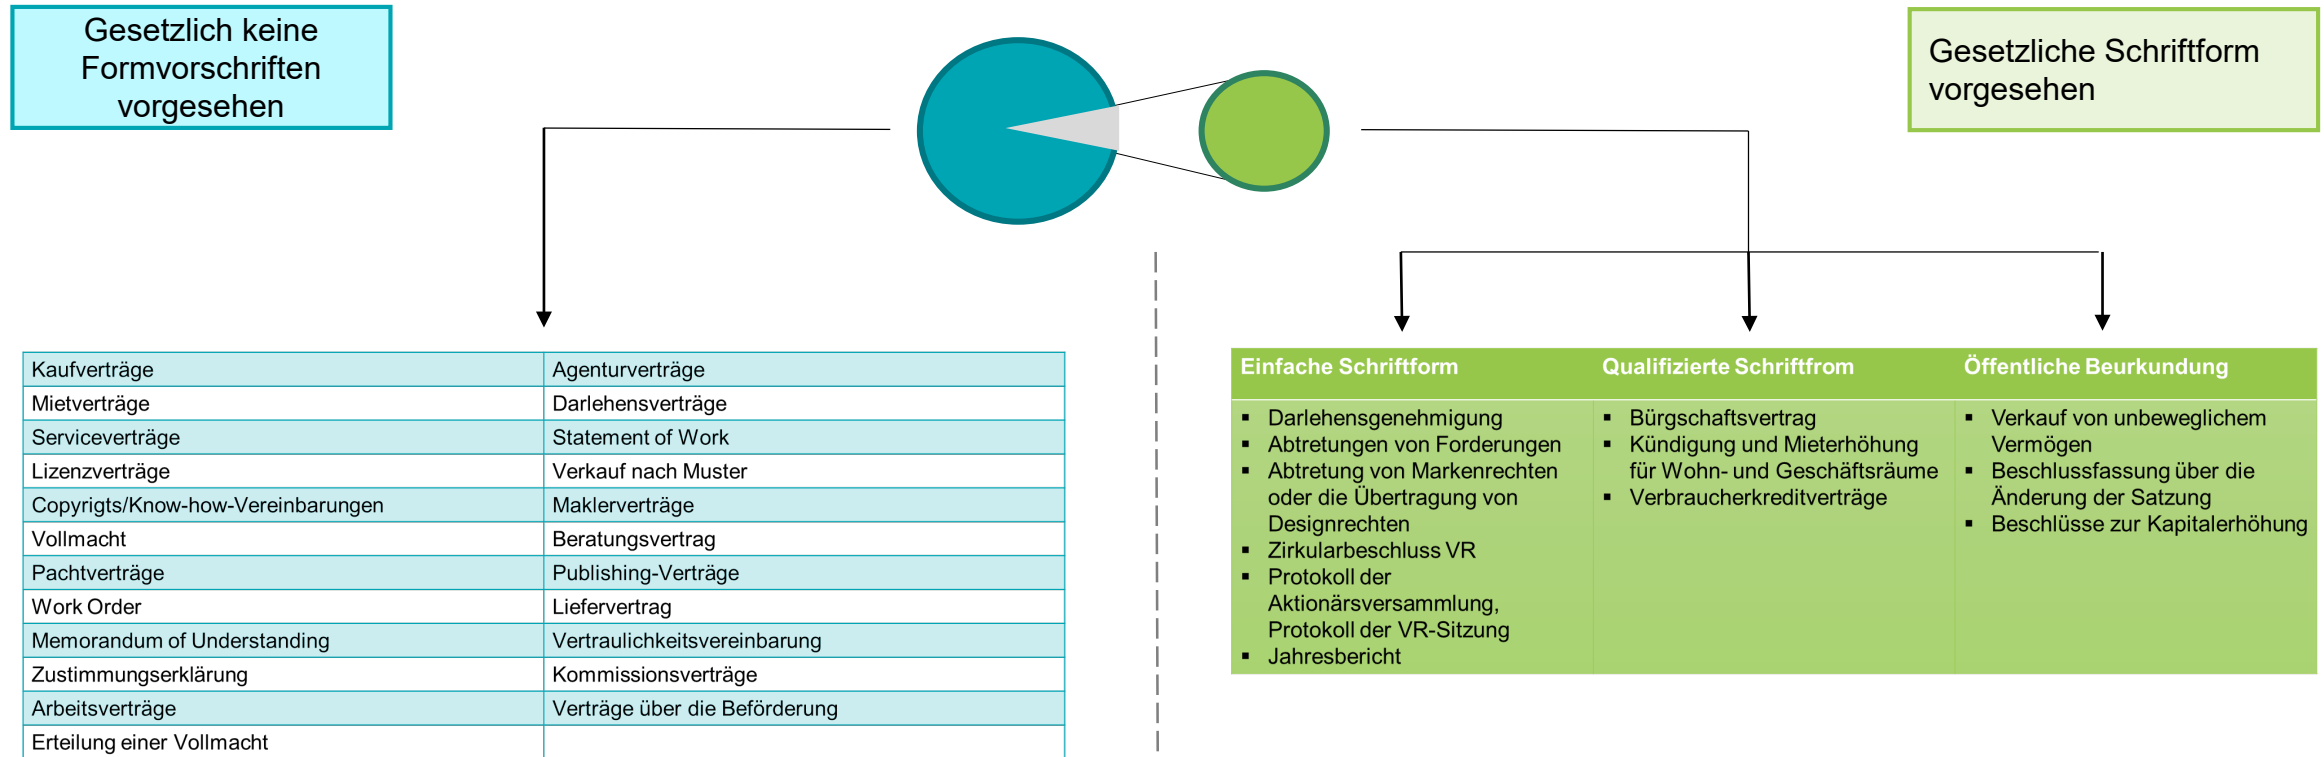 Gesetzlich keine
Formvorschriften
vorgesehen
Gesetzliche Schriftform
vorgesehen
Kaufverträge
Agenturverträge
Mietverträge
Darlehensverträge
Serviceverträge
Statement of Work
Lizenzverträge
Verkauf nach Muster
Copyrigts/Know-how-Vereinbarungen
Maklerverträge
Vollmacht
Beratungsvertrag
Pachtverträge
Publishing-Verträge
Work Order
Liefervertrag
Memorandum of Understanding
Vertraulichkeitsvereinbarung
Zustimmungserklärung
Kommissionsverträge
Arbeitsverträge
Verträge über die Beförderung
Erteilung einer Vollmacht
Einfache Schriftform
▪ Darlehensgenehmigung
▪ Abtretungen von Forderungen
▪ Abtretung von Markenrechten
oder die Übertragung von
Designrechten
▪ Zirkularbeschluss VR
▪ Protokoll der
Aktionärsversammlung,
Protokoll der VR-Sitzung
▪ Jahresbericht
Qualifizierte Schriftfrom
▪ Bürgschaftsvertrag
▪ Kündigung und Mieterhöhung
für Wohn- und Geschäftsräume
▪ Verbraucherkreditverträge
Öffentliche Beurkundung
▪ Verkauf von unbeweglichem
Vermögen
▪ Beschlussfassung über die
Änderung der Satzung
▪ Beschlüsse zur Kapitalerhöhung